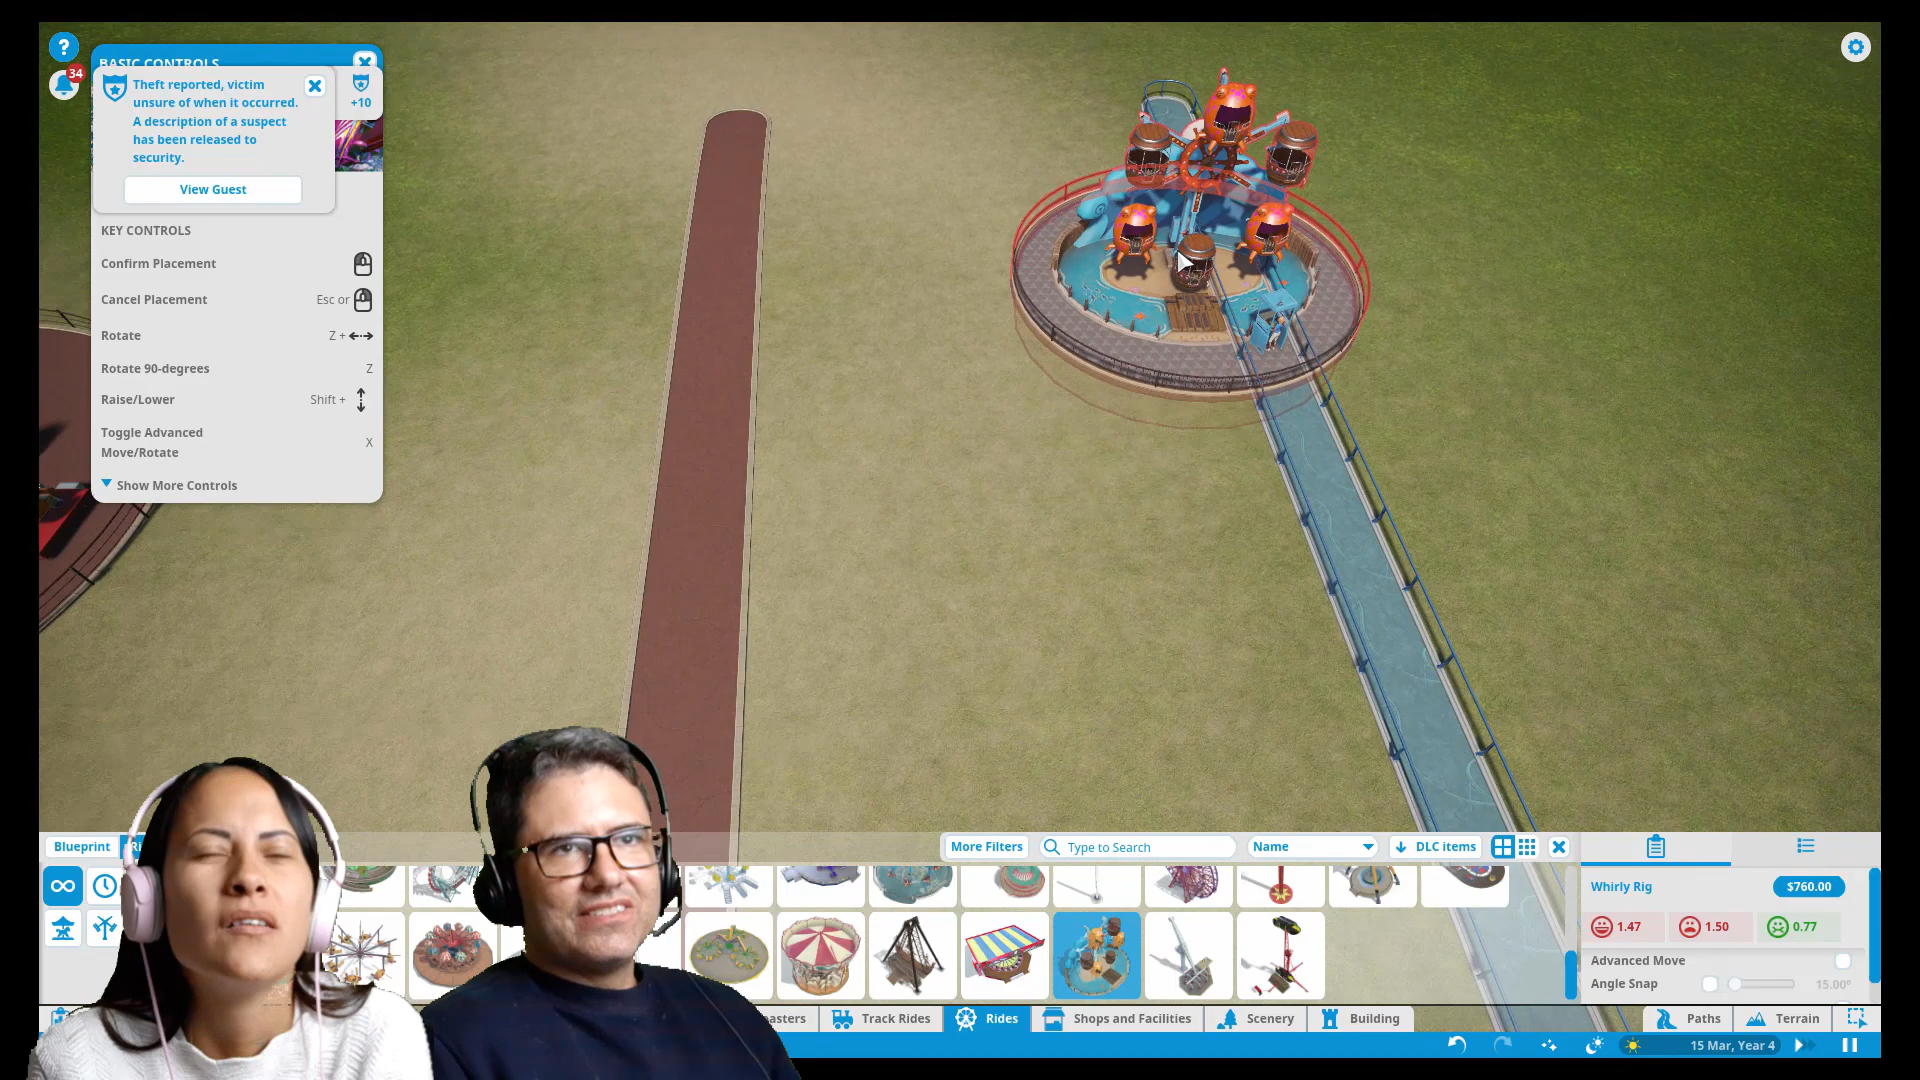 ?
34
BASIC CONTROLS
Theft reported, victim
unsure of when it occurred.
A description of a suspect
has been released to
security.
+10
View Guest
KEY CONTROLS
Confirm Placement
Cancel Placement Esc or
Rotate Z +
Rotate 90-degrees Z
Raise/Lower Shift +
Toggle Advanced
Move/Rotate X
Show More Controls
Blueprint
More Filters
Type to Search
Name
DLC items
Whirly Rig
$760.00
1.47
1.50
0.77
Advanced Move
Angle Snap
15.00°
Track Rides
Rides
Shops and Facilities
Scenery
Building
Paths
Terrain
15 Mar, Year 4